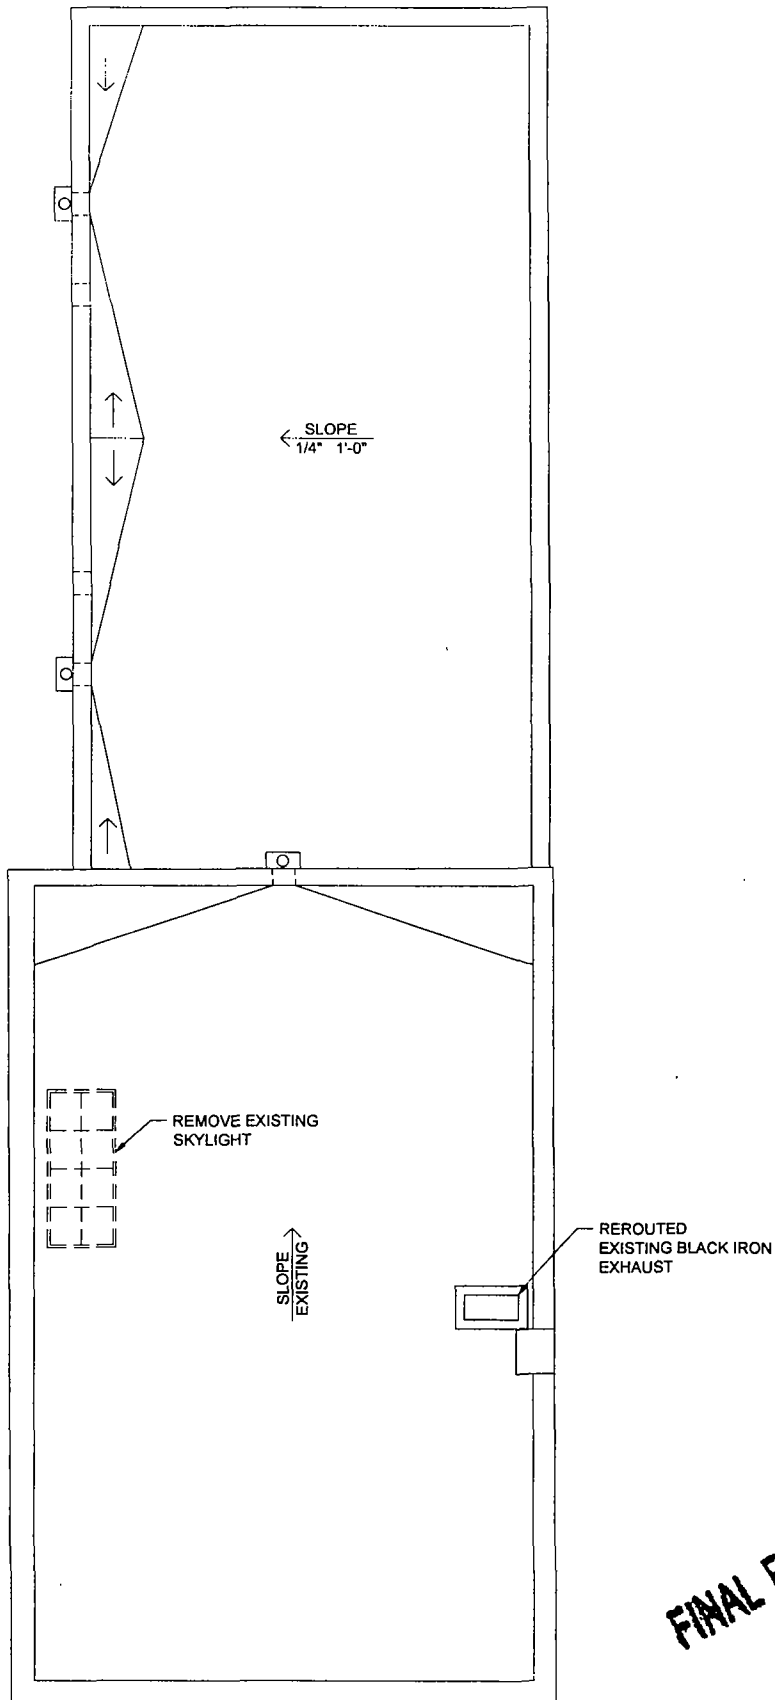 SLOPE
1/4" 1'-0"
REMOVE EXISTING
SKYLIGHT
SLOPE
EXISTING
REROUTED
EXISTING BLACK IRON
EXHAUST
FINAL